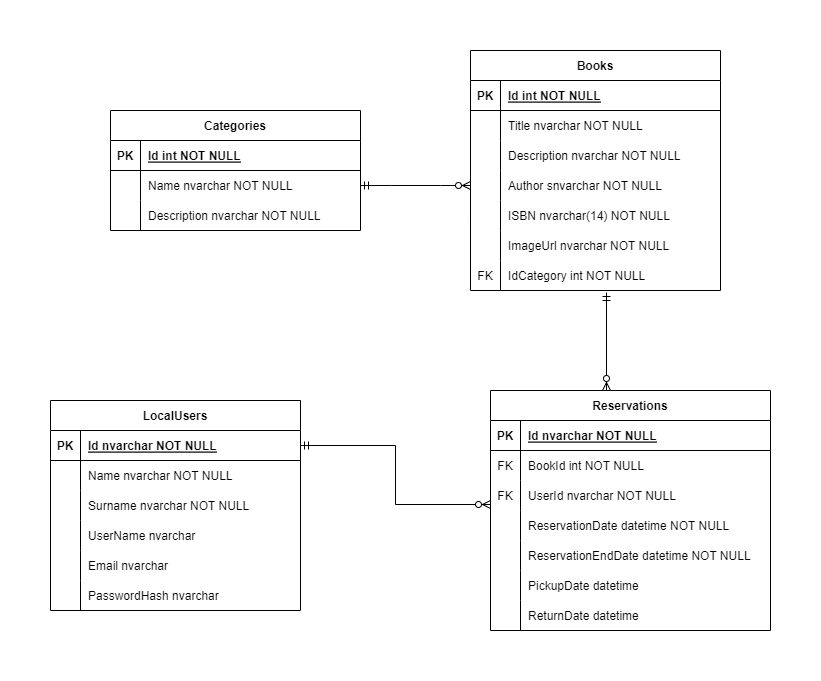 Books
PK Id int NOT NULL
Title nvarchar NOT NULL
Description nvarchar NOT NULL
Author snvarchar NOT NULL
ISBN nvarchar(14) NOT NULL
ImageUrl nvarchar NOT NULL
FK IdCategory int NOT NULL
Categories
PK Id int NOT NULL
Name nvarchar NOT NULL
Description nvarchar NOT NULL
LocalUsers
PK Id nvarchar NOT NULL
Name nvarchar NOT NULL
Surname nvarchar NOT NULL
UserName nvarchar
Email nvarchar
PasswordHash nvarchar
Reservations
PK Id nvarchar NOT NULL
FK BookId int NOT NULL
FK UserId nvarchar NOT NULL
ReservationDate datetime NOT NULL
ReservationEndDate datetime NOT NULL
PickupDate datetime
ReturnDate datetime